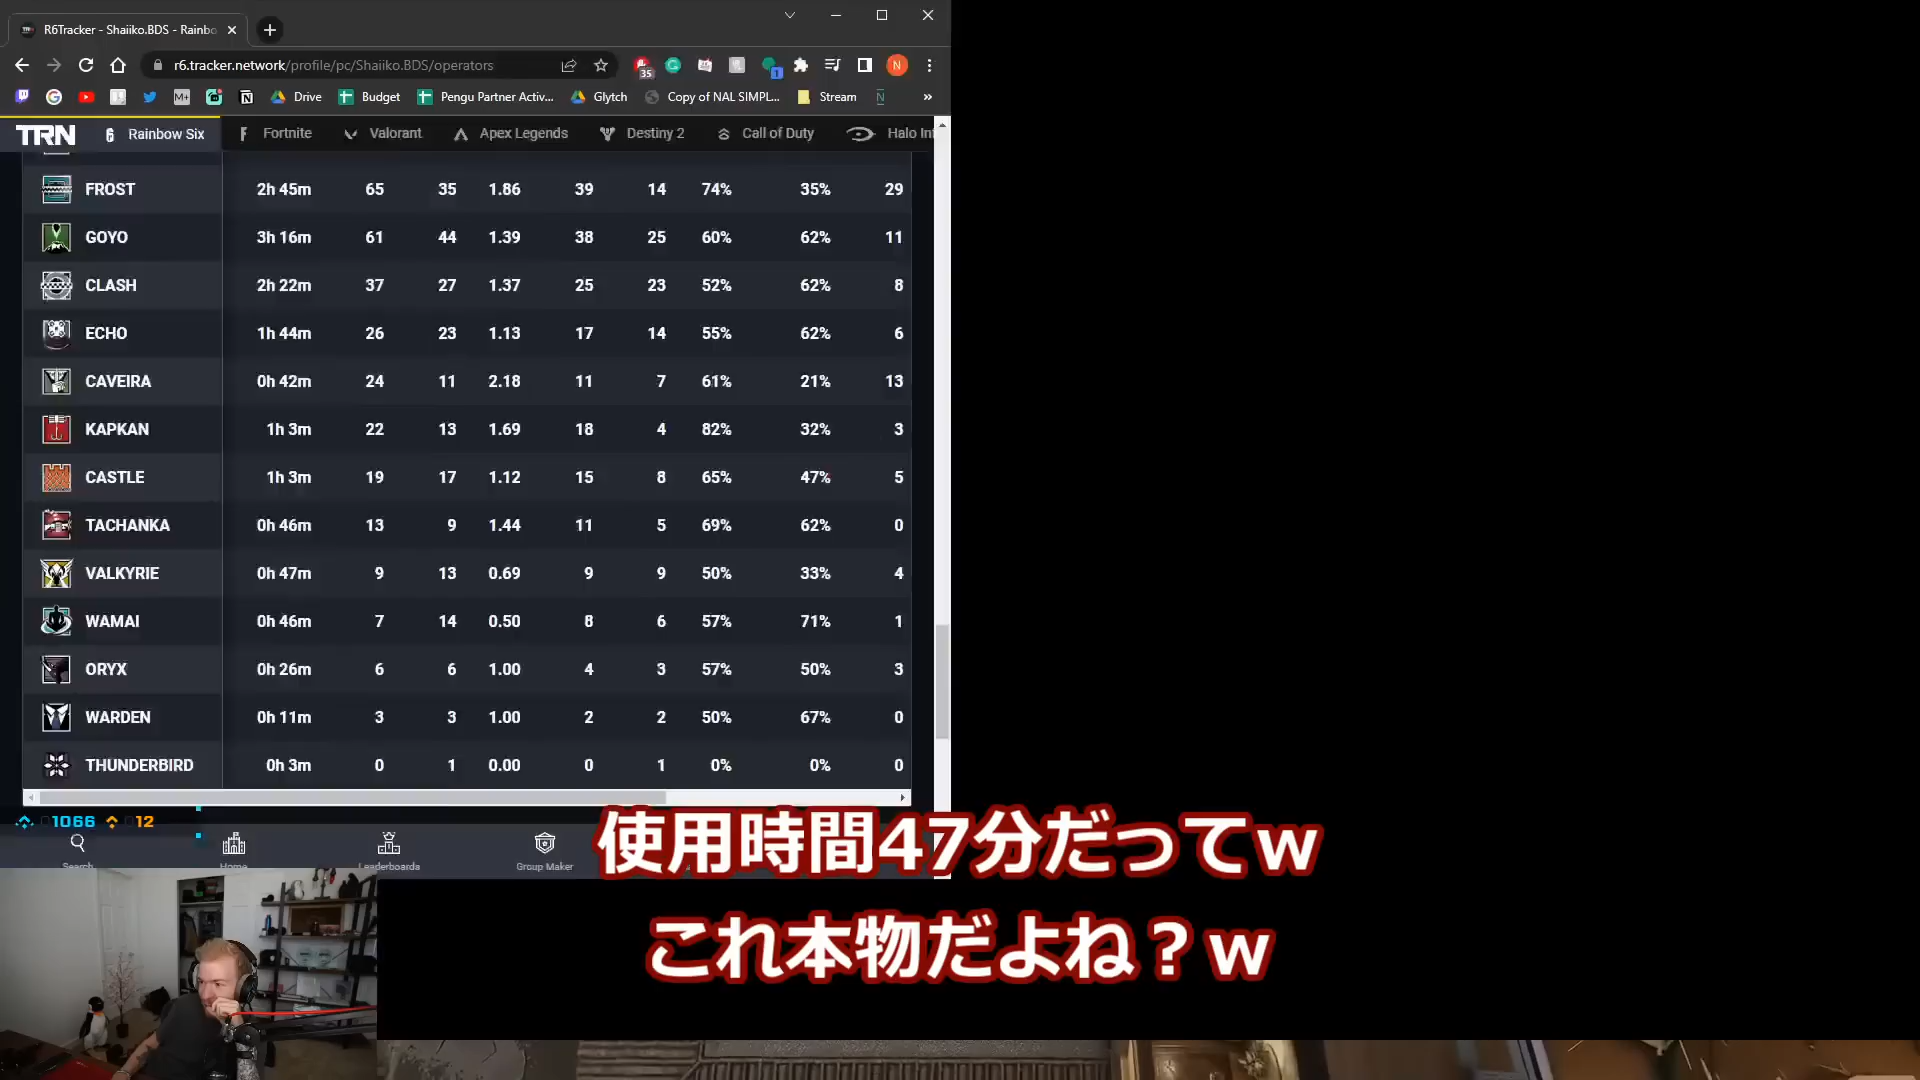 R6Tracker - Shaiiko.BDS - Rainbo
r6.tracker.network/profile/pc/Shaiiko.BDS/operators
35
1
N
M+
Drive
Budget
Pengu Partner Activ...
Glytch
Copy of NAL SIMPL...
Stream
TRN
Rainbow Six
Fortnite
Valorant
Apex Legends
Destiny 2
Call of Duty
Halo Inf
FROST 2h 45m 65 35 1.86 39 14 74% 35% 29
GOYO 3h 16m 61 44 1.39 38 25 60% 62% 11
CLASH 2h 22m 37 27 1.37 25 23 52% 62% 8
ECHO 1h 44m 26 23 1.13 17 14 55% 62% 6
CAVEIRA 0h 42m 24 11 2.18 11 7 61% 21% 13
KAPKAN 1h 3m 22 13 1.69 18 4 82% 32% 3
CASTLE 1h 3m 19 17 1.12 15 8 65% 47% 5
TACHANKA 0h 46m 13 9 1.44 11 5 69% 62% 0
VALKYRIE 0h 47m 9 13 0.69 9 9 50% 33% 4
WAMAI 0h 46m 7 14 0.50 8 6 57% 71% 1
ORYX 0h 26m 6 6 1.00 4 3 57% 50% 3
WARDEN 0h 11m 3 3 1.00 2 2 50% 67% 0
THUNDERBIRD 0h 3m 0 1 0.00 0 1 0% 0% 0
1066 12
Search
Home
Leaderboards
Group Maker
使用時間47分だってw
これ本物だよね？w